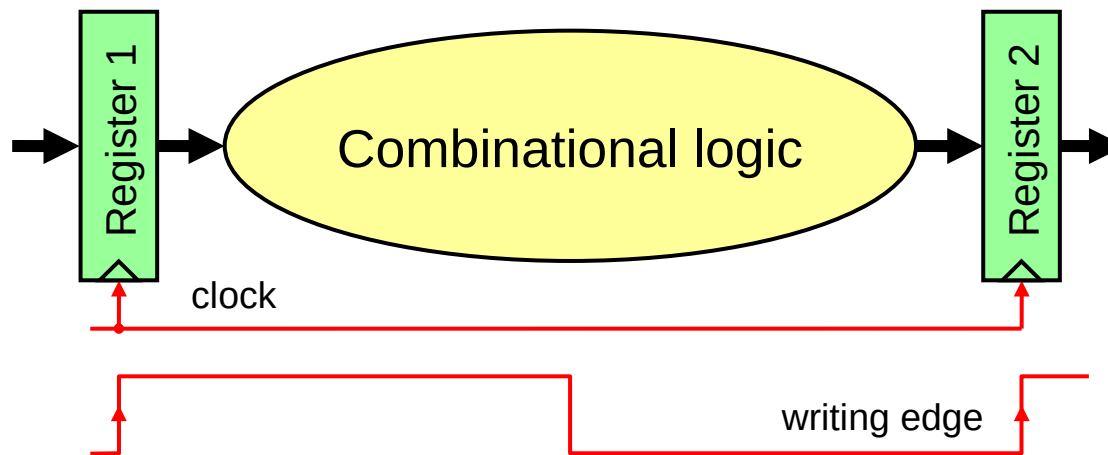 Register 1
Combinational logic
Register 2
clock
writing edge